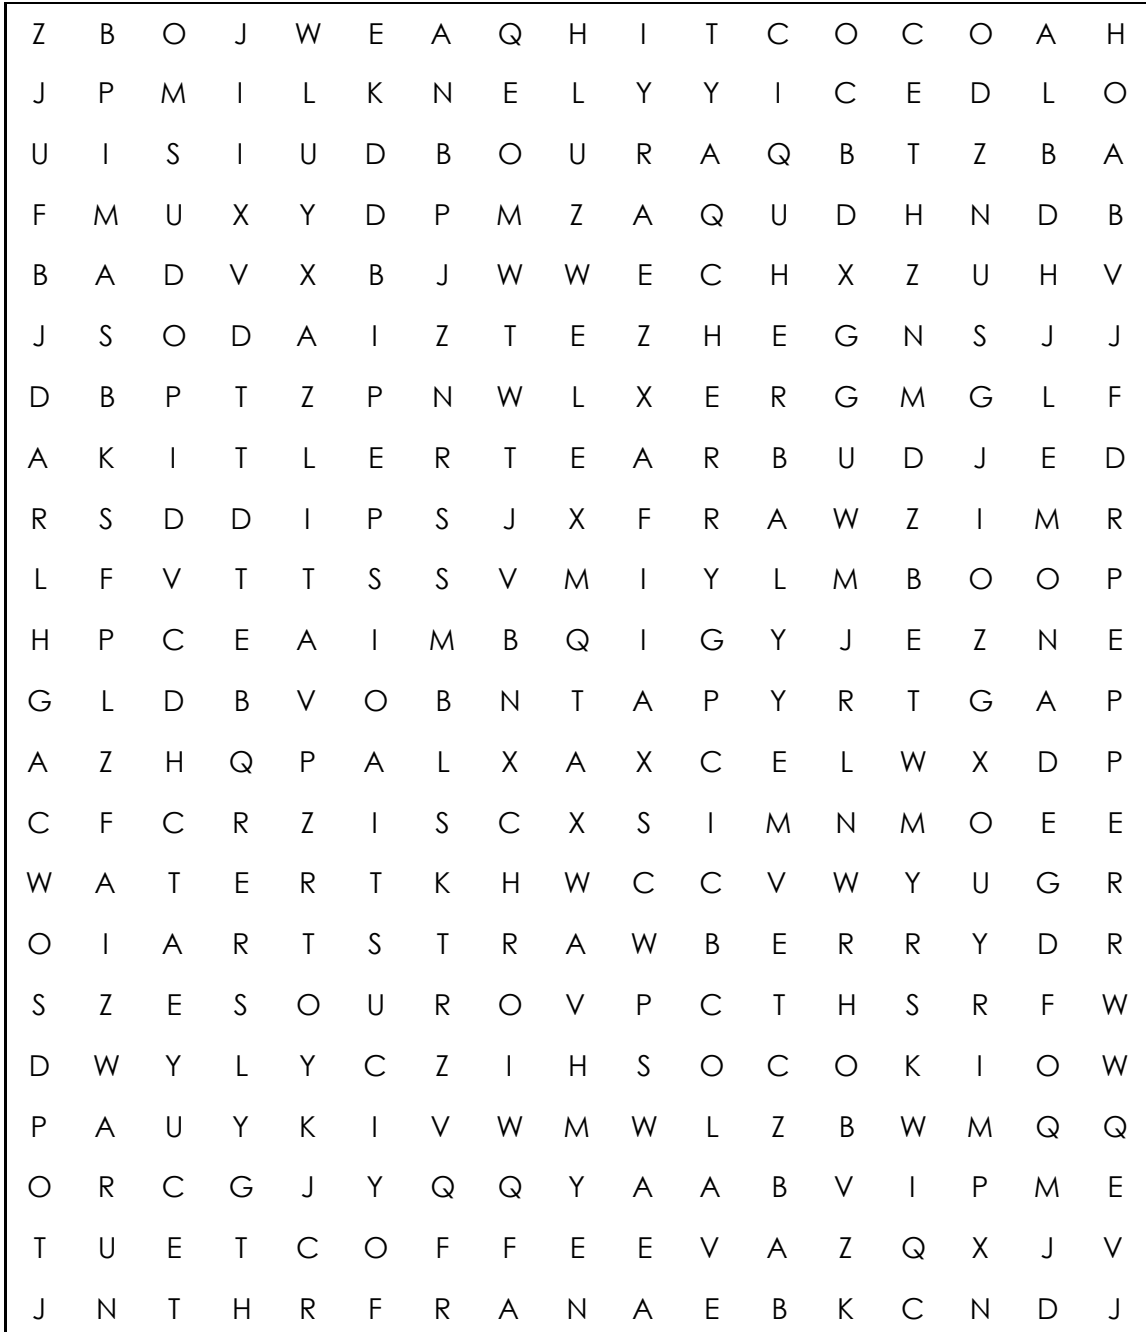 Z B O J W E A Q H I T C O C O A H
J P M I L K N E L Y Y I C E D L O
U I S I U D B O U R A Q B T Z B A
F M U X Y D P M Z A Q U D H N D B
B A D V X B J W W E C H X Z U H V
J S O D A I Z T E Z H E G N S J J
D B P T Z P N W L X E R G M G L F
A K I T L E R T E A R B U D J E D
R S D D I P S J X F R A W Z I M R
L F V T T S S V M I Y L M B O O P
H P C E A I M B Q I G Y J E Z N E
G L D B V O B N T A P Y R T G A P
A Z H Q P A L X A X C E L W X D P
C F C R Z I S C X S I M N M O E E
W A T E R T K H W C C V W Y U G R
O I A R T S T R A W B E R R Y D R
S Z E S O U R O V P C T H S R F W
D W Y L Y C Z I H S O C O K I O W
P A U Y K I V W M W L Z B W M Q Q
O R C G J Y Q Q Y A A B V I P M E
T U E T C O F F E E V A Z Q X J V
J N T H R F R A N A E B K C N D J